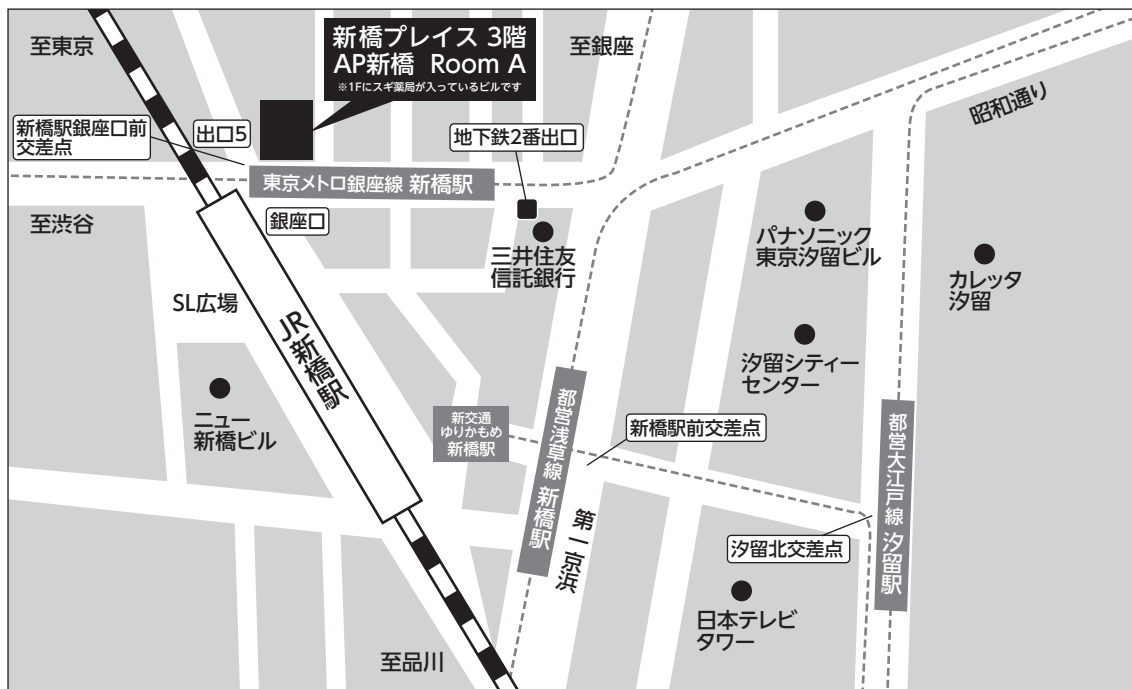 新橋プレイス 3階
AP新橋 Room A
※1Fにスギ薬局が入っているビルです
至東京
至銀座
昭和通り
新橋駅銀座口前
交差点
出口5
地下鉄2番出口
東京メトロ銀座線 新橋駅
至渋谷
銀座口
三井住友
信託銀行
パナソニック
東京汐留ビル
カレッタ
汐留
SL広場
JR新橋駅
汐留シティー
センター
ニュー
新橋ビル
新交通
ゆりかもめ
新橋駅
都営浅草線 新橋駅
新橋駅前交差点
都営大江戸線 汐留駅
第一京浜
汐留北交差点
日本テレビ
タワー
至品川